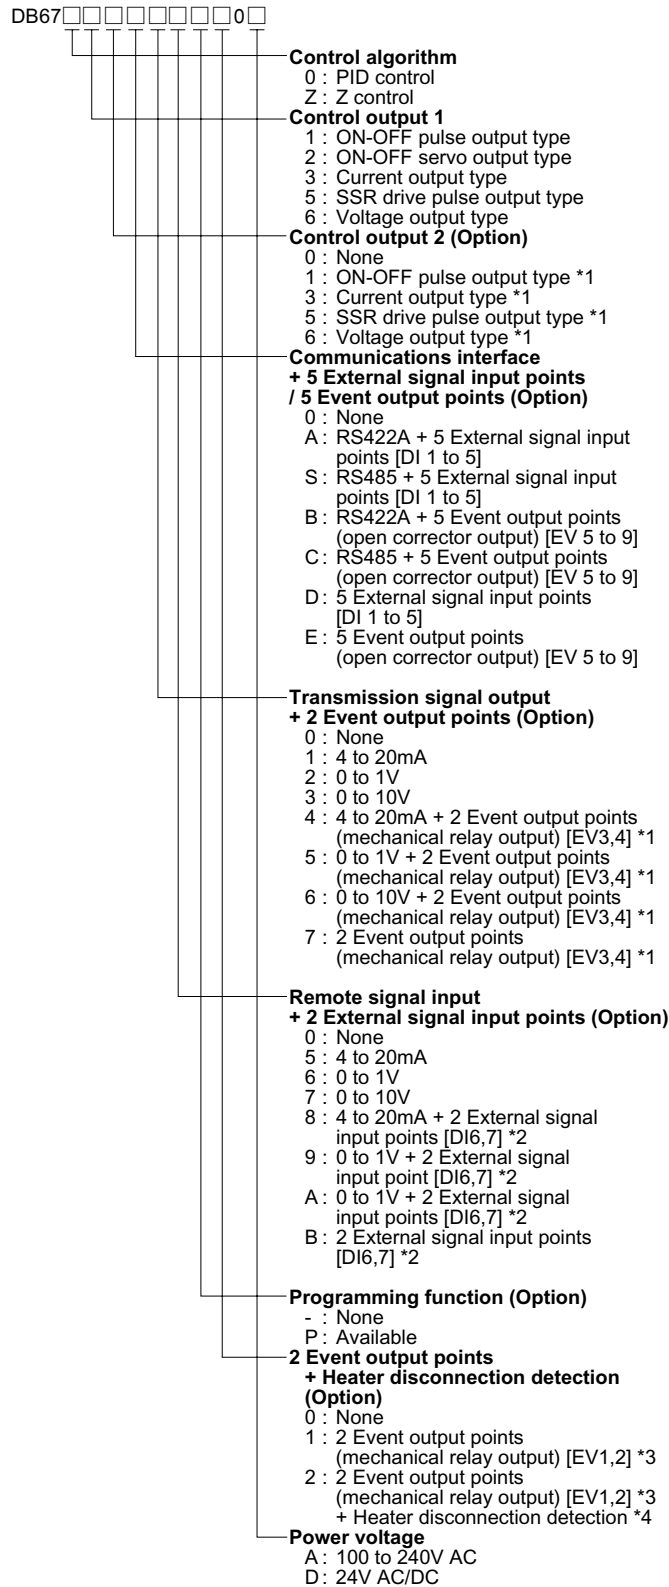 DB67□□□□□□□□0□
Control algorithm
0 : PID control
Z : Z control
Control output 1
1 : ON-OFF pulse output type
2 : ON-OFF servo output type
3 : Current output type
5 : SSR drive pulse output type
6 : Voltage output type
Control output 2 (Option)
0 : None
1 : ON-OFF pulse output type *1
3 : Current output type *1
5 : SSR drive pulse output type *1
6 : Voltage output type *1
Communications interface
+ 5 External signal input points
/ 5 Event output points (Option)
0 : None
A : RS422A + 5 External signal input
points [DI 1 to 5]
S : RS485 + 5 External signal input
points [DI 1 to 5]
B : RS422A + 5 Event output points
(open corrector output) [EV 5 to 9]
C : RS485 + 5 Event output points
(open corrector output) [EV 5 to 9]
D : 5 External signal input points
[DI 1 to 5]
E : 5 Event output points
(open corrector output) [EV 5 to 9]
Transmission signal output
+ 2 Event output points (Option)
0 : None
1 : 4 to 20mA
2 : 0 to 1V
3 : 0 to 10V
4 : 4 to 20mA + 2 Event output points
(mechanical relay output) [EV3,4] *1
5 : 0 to 1V + 2 Event output points
(mechanical relay output) [EV3,4] *1
6 : 0 to 10V + 2 Event output points
(mechanical relay output) [EV3,4] *1
7 : 2 Event output points
(mechanical relay output) [EV3,4] *1
Remote signal input
+ 2 External signal input points (Option)
0 : None
5 : 4 to 20mA
6 : 0 to 1V
7 : 0 to 10V
8 : 4 to 20mA + 2 External signal
input points [DI6,7] *2
9 : 0 to 1V + 2 External signal
input point [DI6,7] *2
A : 0 to 1V + 2 External signal
input points [DI6,7] *2
B : 2 External signal input points
[DI6,7] *2
Programming function (Option)
- : None
P : Available
2 Event output points
+ Heater disconnection detection
(Option)
0 : None
1 : 2 Event output points
(mechanical relay output) [EV1,2] *3
2 : 2 Event output points
(mechanical relay output) [EV1,2] *3
+ Heater disconnection detection *4
Power voltage
A : 100 to 240V AC
D : 24V AC/DC